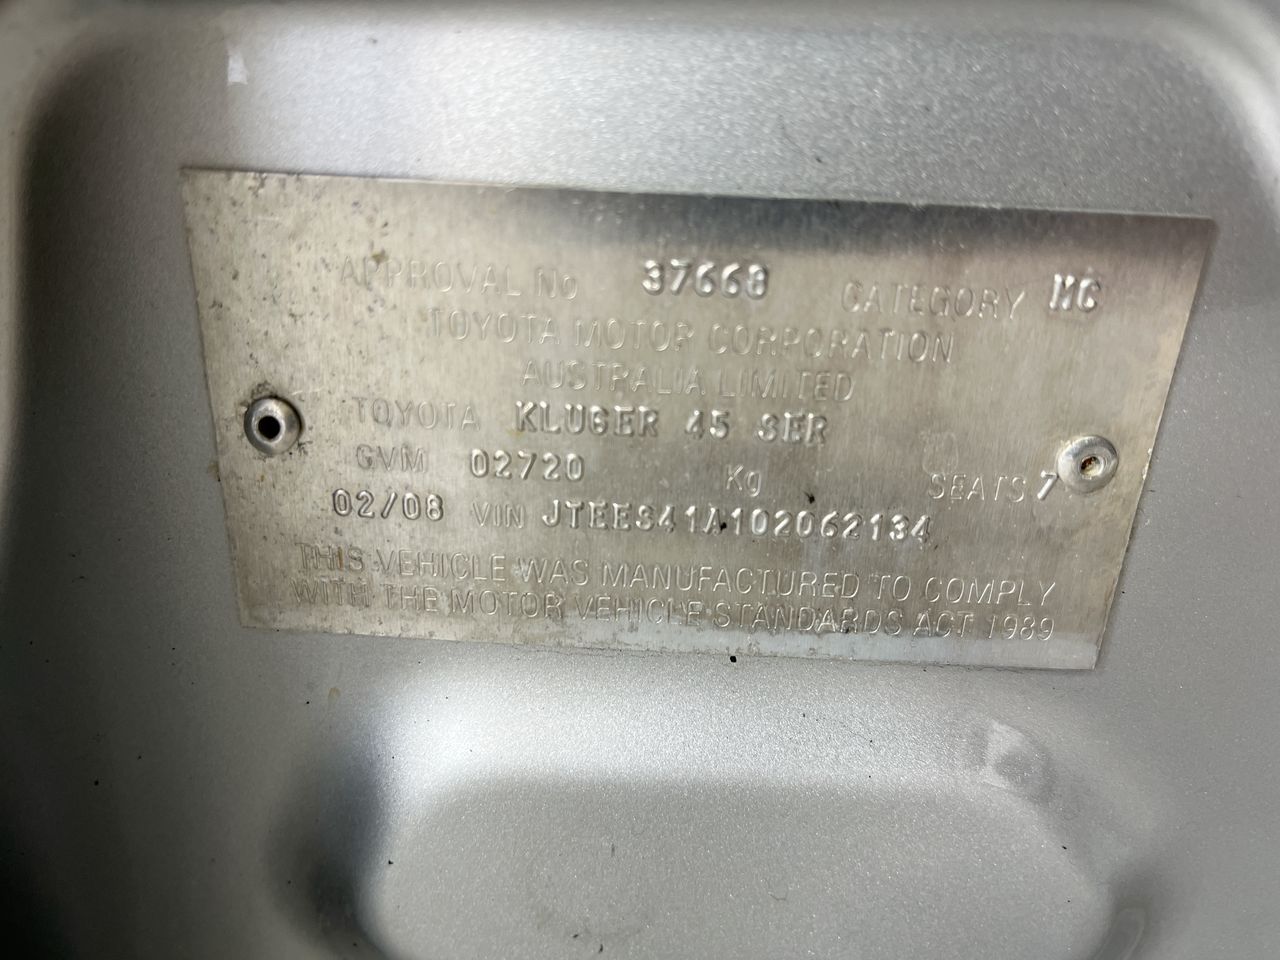 APPROVAL No 37668 CATEGORY MC
TOYOTA MOTOR CORPORATION
AUSTRALIA LIMITED
TOYOTA KLUGER 45 SER
GVM 02720 Kg SEATS 7
02/08 VIN JTEES41A102062134
THIS VEHICLE WAS MANUFACTURED TO COMPLY
WITH THE MOTOR VEHICLE STANDARDS ACT 1989